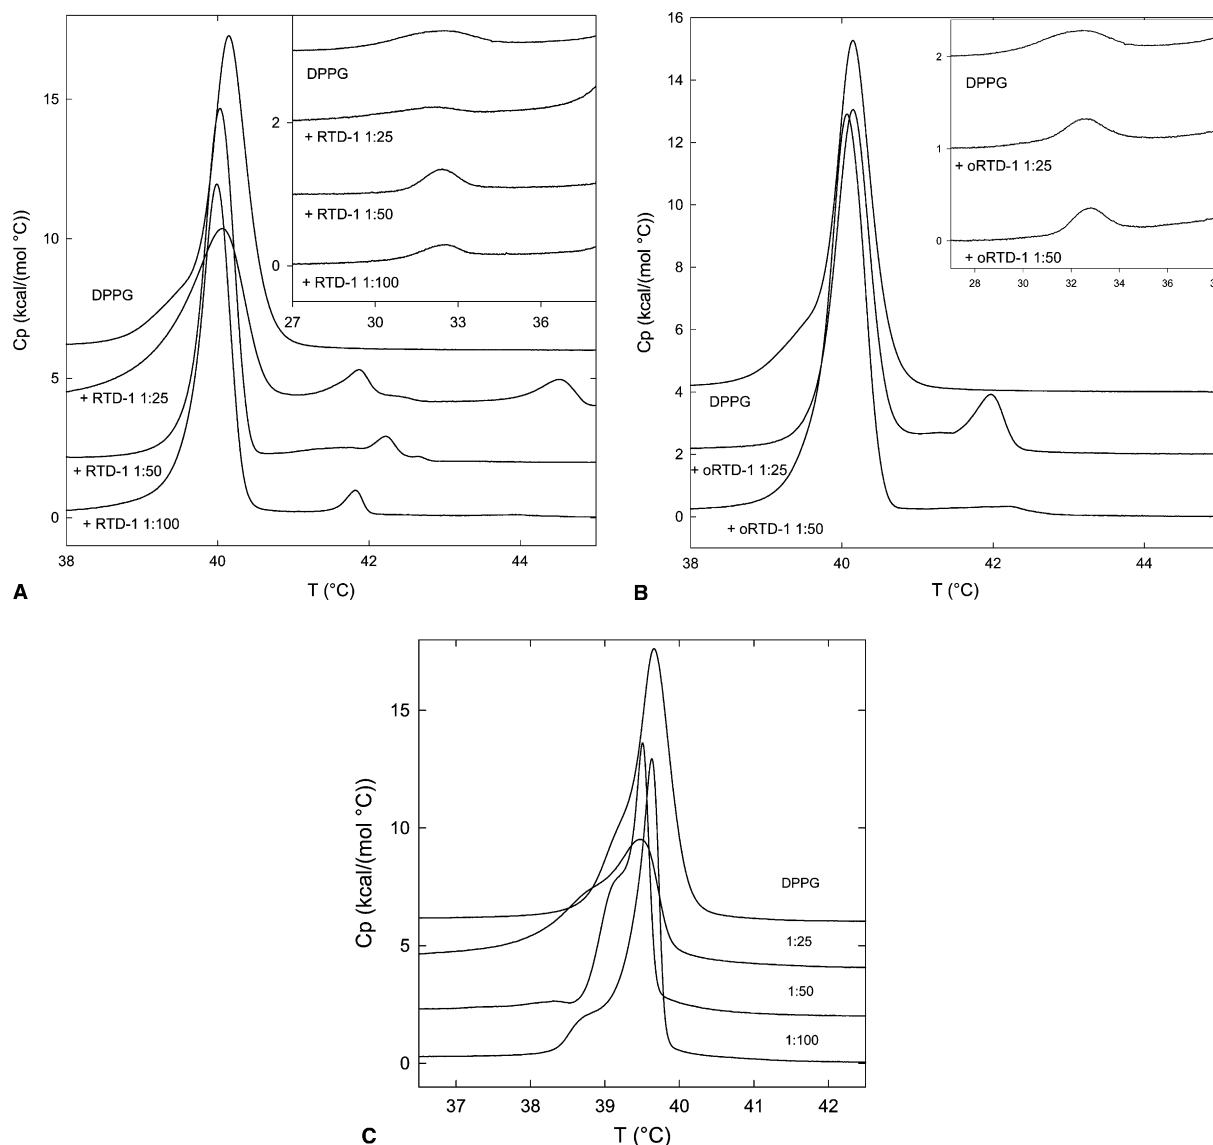 Cp (kcal/(mol °C))
15
10
5
0
DPPG
+ RTD-1 1:25
+ RTD-1 1:50
+ RTD-1 1:100
2
0
DPPG
+ RTD-1 1:25
+ RTD-1 1:50
+ RTD-1 1:100
27 30 33 36
38 40 42 44
T (°C)
A
Cp (kcal/(mol °C))
16
14
12
10
8
6
4
2
0
DPPG
+ oRTD-1 1:25
+ oRTD-1 1:50
2
1
0
DPPG
+ oRTD-1 1:25
+ oRTD-1 1:50
28 30 32 34 36 38
38 40 42 44
T (°C)
B
Cp (kcal/(mol °C))
15
10
5
0
DPPG
1:25
1:50
1:100
37 38 39 40 41 42
T (°C)
C